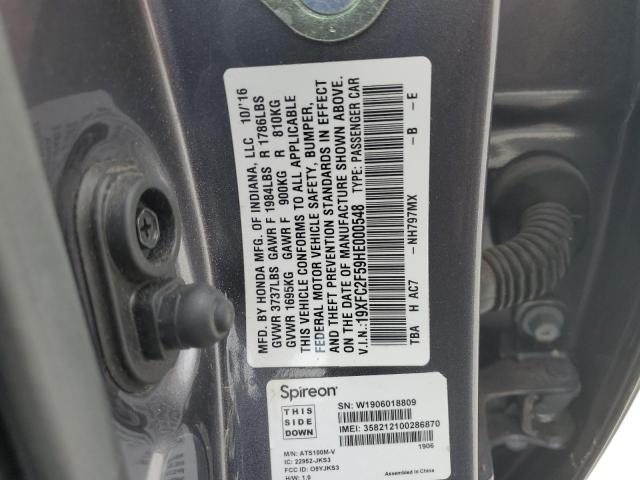 MFD. BY HONDA MFG. OF INDIANA, LLC 10/'16
GVWR 3737LBS GAWR F 1984LBS R 1786LBS
GVWR 1695KG GAWR F 900KG R 810KG
THIS VEHICLE CONFORMS TO ALL APPLICABLE
FEDERAL MOTOR VEHICLE SAFETY, BUMPER,
AND THEFT PREVENTION STANDARDS IN EFFECT
ON THE DATE OF MANUFACTURE SHOWN ABOVE.
V.I.N.:19XFC2F59HE000548 TYPE: PASSENGER CAR
TBA H AC7 -NH797MX -B -E
Spireon
THIS
SIDE
DOWN
SN: W1906018809
IMEI: 358212100286870
M/N: ATS100M-V 1906
IC: 22952-JKS3
FCC ID: O9YJKS3 Assembled in China
H/W: 1.0